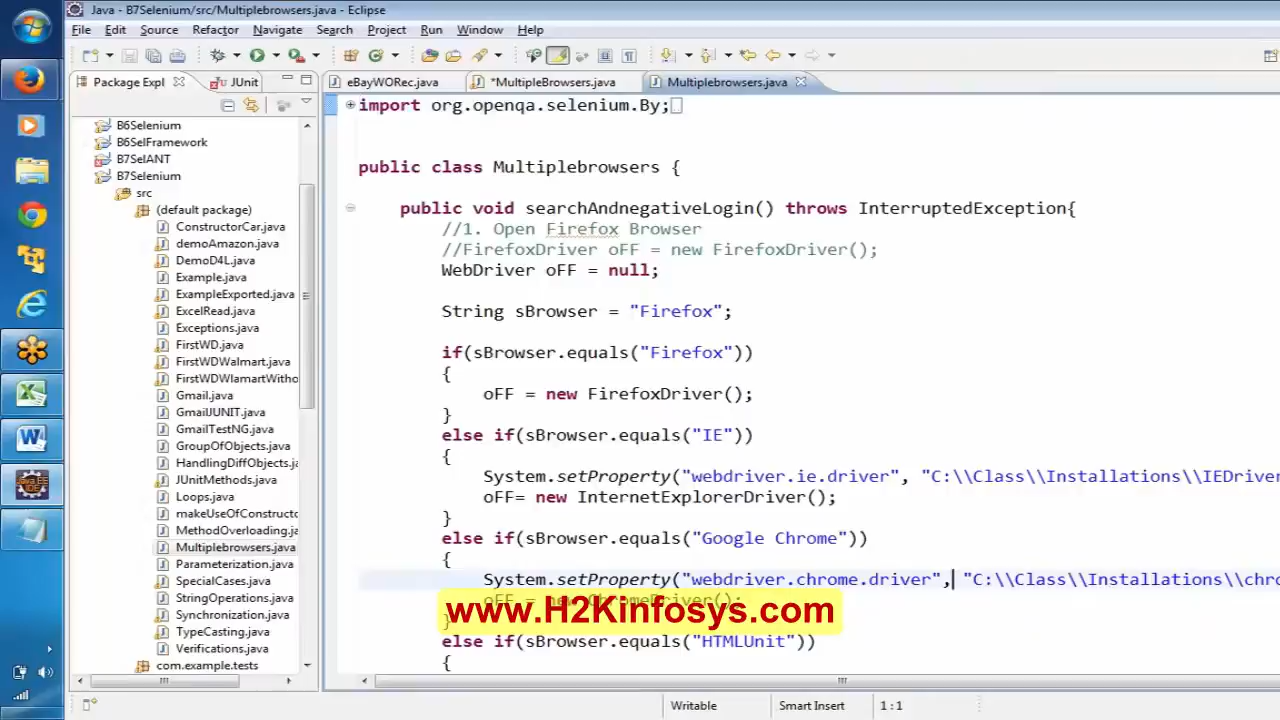 Java - B7Selenium/src/Multiplebrowsers.java - Eclipse
File Edit Source Refactor Navigate Search Project Run Window Help
Package Expl JUnit eBayWORec.java *MultipleBrowsers.java Multiplebrowsers.java
B6Selenium
B6SelFramework
B7SelANT
B7Selenium
src
(default package)
ConstructorCar.java
demoAmazon.java
DemoD4L.java
Example.java
ExampleExported.java
ExcelRead.java
Exceptions.java
FirstWD.java
FirstWDWalmart.java
FirstWDWlamartWitho
Gmail.java
GmailJUNIT.java
GmailTestNG.java
GroupOfObjects.java
HandlingDiffObjects.ja
JUnitMethods.java
Loops.java
makeUseOfConstructo
MethodOverloading.ja
Multiplebrowsers.java
Parameterization.java
SpecialCases.java
StringOperations.java
Synchronization.java
TypeCasting.java
Verifications.java
com.example.tests
import org.openqa.selenium.By;
public class Multiplebrowsers {
public void searchAndnegativeLogin() throws InterruptedException{
//1. Open Firefox Browser
//FirefoxDriver oFF = new FirefoxDriver();
WebDriver oFF = null;
String sBrowser = "Firefox";
if(sBrowser.equals("Firefox"))
{
oFF = new FirefoxDriver();
}
else if(sBrowser.equals("IE"))
{
System.setProperty("webdriver.ie.driver", "C:\\Class\\Installations\\IEDriver
oFF= new InternetExplorerDriver();
}
else if(sBrowser.equals("Google Chrome"))
{
System.setProperty("webdriver.chrome.driver", "C:\\Class\\Installations\\chro
oFF = new ChromeDriver();
}
www.H2Kinfosys.com
else if(sBrowser.equals("HTMLUnit"))
{
Writable Smart Insert 1 : 1